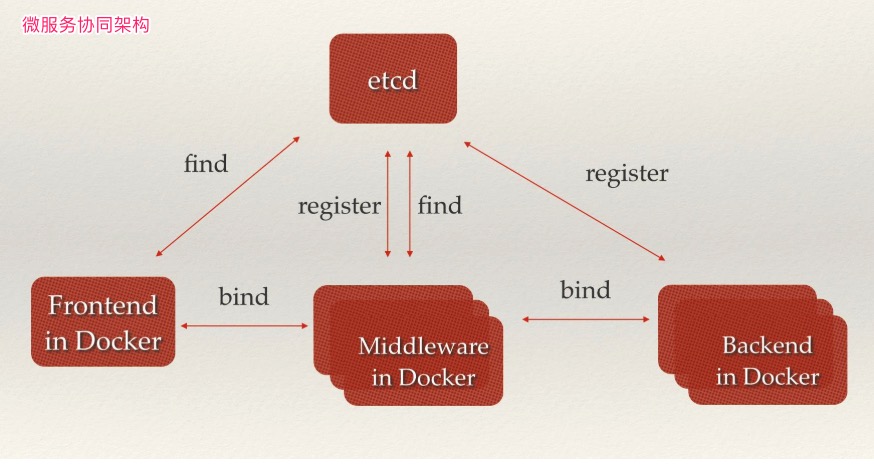 微服务协同架构
etcd
find
register
find
register
Frontend
in Docker
bind
Middleware
in Docker
bind
Backend
in Docker